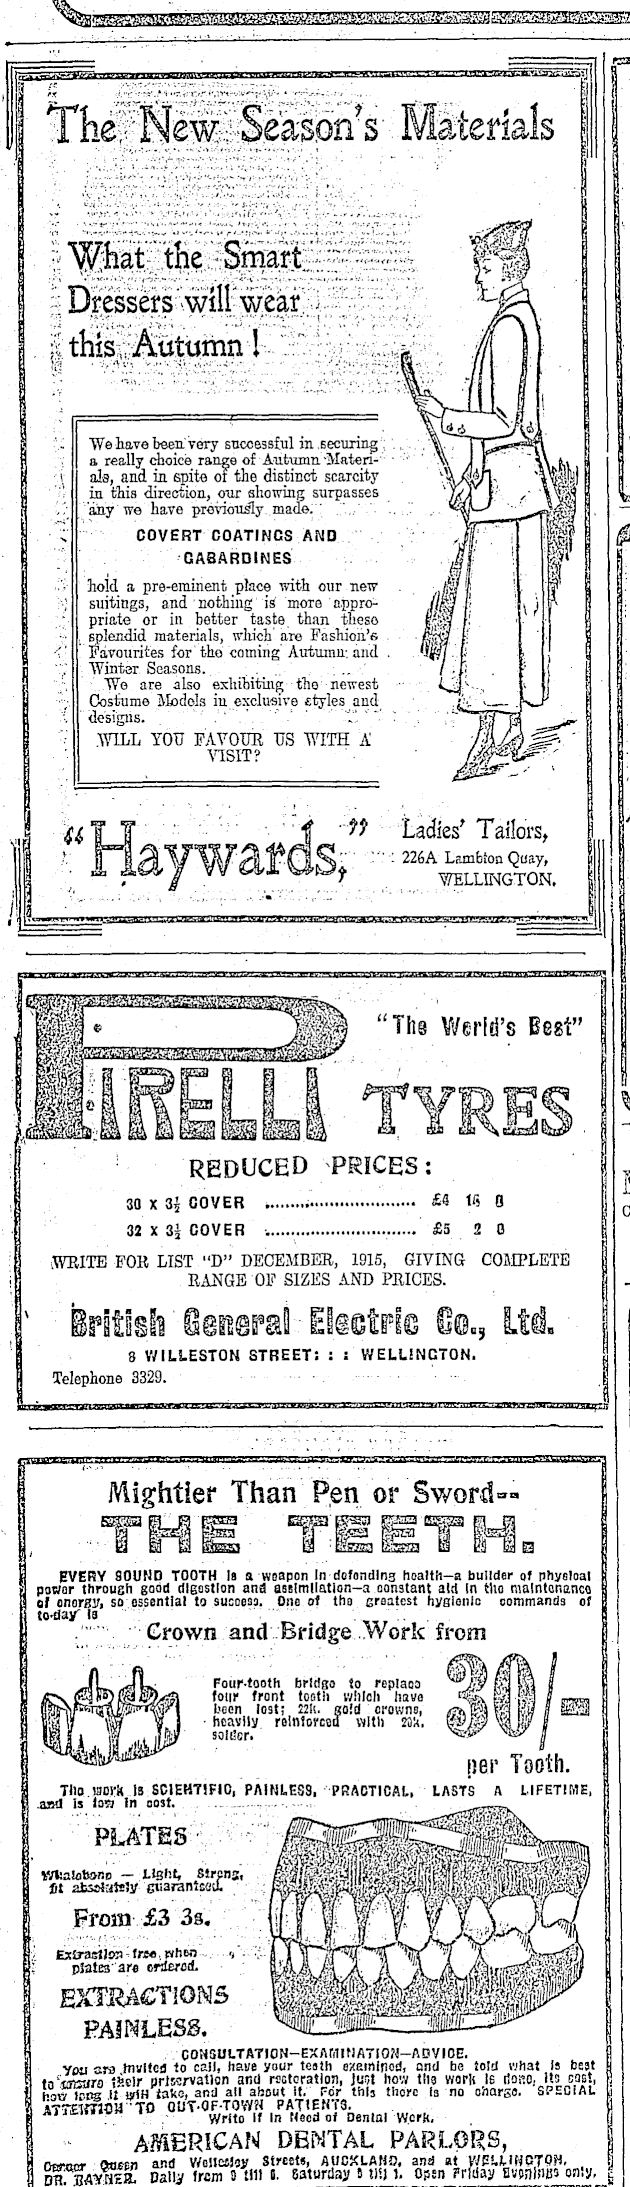 The New Season's Materials
What the Smart
Dressers will wear
this Autumn!
We have been very successful in securing
a really choice range of Autumn Materi-
als, and in spite of the distinct scarcity
in this direction, our showing surpasses
any we have previously made.
COVERT COATINGS AND
GABARDINES
hold a pre-eminent place with our new
suitings, and nothing is more appro-
priate or in better taste than these
splendid materials, which are Fashion's
Favourites for the coming Autumn and
Winter Seasons.
We are also exhibiting the newest
Costume Models in exclusive styles and
designs.
WILL YOU FAVOUR US WITH A
VISIT?
"Haywards,"
Ladies' Tailors,
226A Lambton Quay,
WELLINGTON.
PIRELLI TYRES
"The World's Best"
REDUCED PRICES:
30 X 3½ COVER ............................ £4 16 0
32 X 3½ COVER ............................ £5 2 0
WRITE FOR LIST "D" DECEMBER, 1915, GIVING COMPLETE
RANGE OF SIZES AND PRICES.
British General Electric Co., Ltd.
8 WILLESTON STREET: : : WELLINGTON.
Telephone 3329.
Mightier Than Pen or Sword--
THE TEETH.
EVERY SOUND TOOTH is a weapon in defending health—a builder of physical
power through good digestion and assimilation—a constant aid in the maintenance
of energy, so essential to success. One of the greatest hygienic commands of
to-day is
Crown and Bridge Work from
Four-tooth bridge to replace
four front teeth which have
been lost; 22k. gold crowns,
heavily reinforced with 20k.
solder.
30/-
per Tooth.
The work is SCIENTIFIC, PAINLESS, PRACTICAL, LASTS A LIFETIME,
and is low in cost.
PLATES
Whalebone — Light, Strong,
fit absolutely guaranteed.
From £3 3s.
Extraction free when
plates are ordered.
EXTRACTIONS
PAINLESS.
CONSULTATION—EXAMINATION—ADVICE.
You are invited to call, have your teeth examined, and be told what is best
to ensure their preservation and restoration, just how the work is done, its cost,
how long it will take, and all about it. For this there is no charge. SPECIAL
ATTENTION TO OUT-OF-TOWN PATIENTS.
Write if in Need of Dental Work.
AMERICAN DENTAL PARLORS,
Corner Queen and Wellesley Streets, AUCKLAND, and at WELLINGTON.
DR. RAYNER. Daily from 9 till 6. Saturday 9 till 1. Open Friday Evenings only.